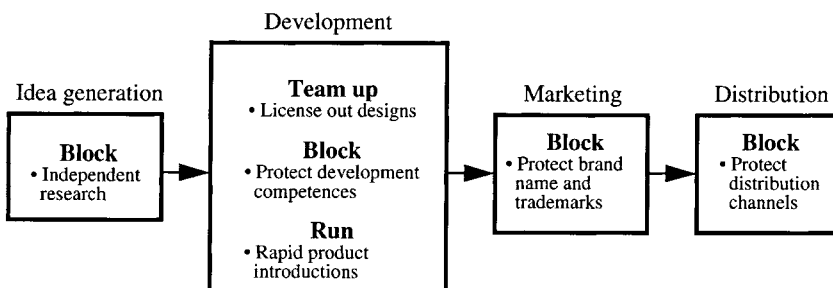 Development
Idea generation
Block
• Independent
research
Team up
• License out designs
Block
• Protect development
competences
Run
• Rapid product
introductions
Marketing
Block
• Protect brand
name and
trademarks
Distribution
Block
• Protect
distribution
channels